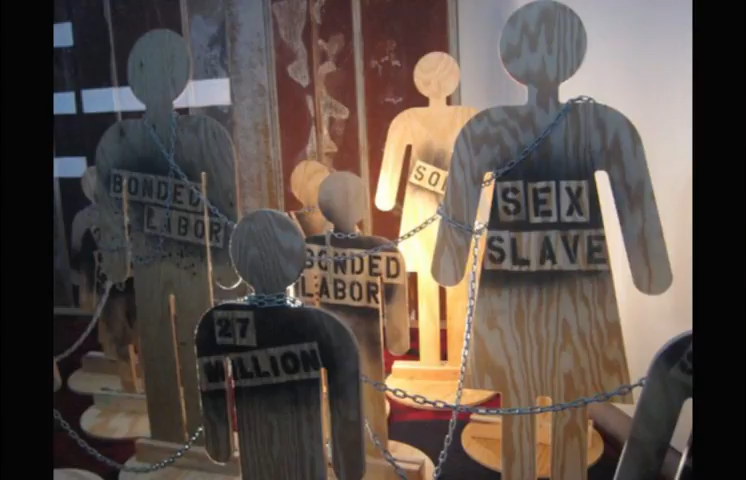 BONDED
LABOR
SEX
SLAVE
BONDED
LABOR
27
MILLION